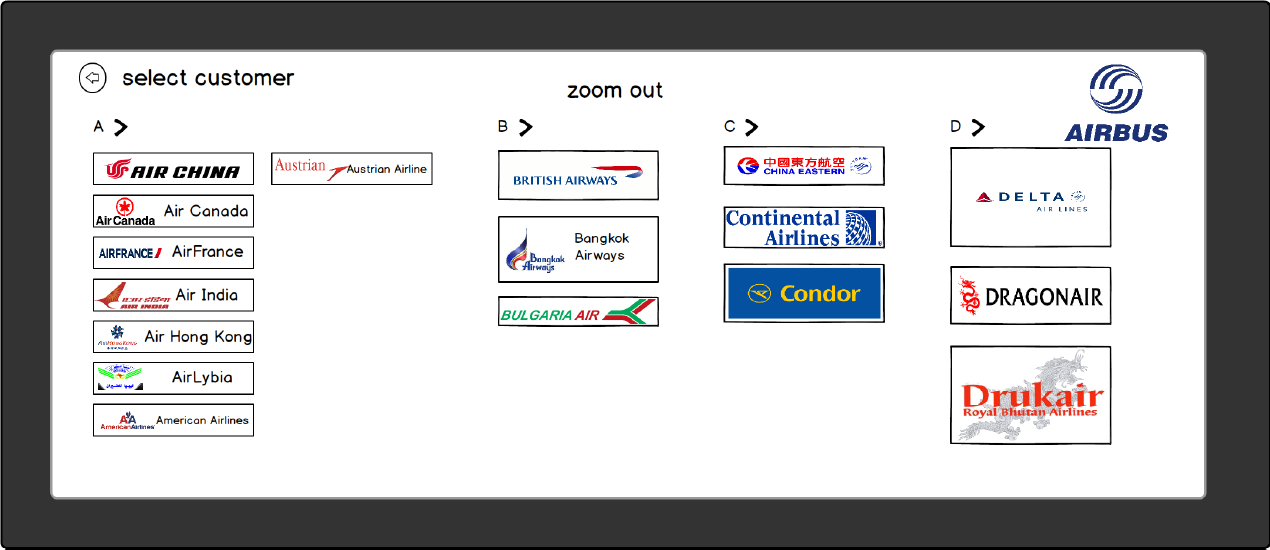 select customer
zoom out
AIRBUS
A
B
C
D
AIR CHINA
Austrian
Austrian Airline
Air Canada
Air Canada
AIRFRANCE
AirFrance
AIR INDIA
Air India
Air Hong Kong
AirLybia
AmericanAirlines
American Airlines
BRITISH AIRWAYS
Bangkok
Airways
Bangkok
Airways
BULGARIA AIR
中國東方航空
CHINA EASTERN
Continental
Airlines
Condor
DELTA
AIR LINES
DRAGONAIR
Drukair
Royal Bhutan Airlines